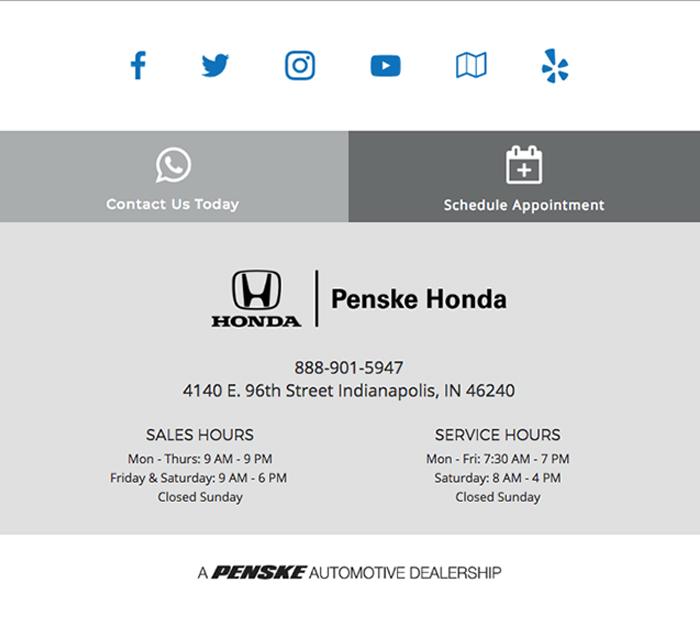 Contact Us Today
Schedule Appointment
HONDA
Penske Honda
888-901-5947
4140 E. 96th Street Indianapolis, IN 46240
SALES HOURS
Mon - Thurs: 9 AM - 9 PM
Friday & Saturday: 9 AM - 6 PM
Closed Sunday
SERVICE HOURS
Mon - Fri: 7:30 AM - 7 PM
Saturday: 8 AM - 4 PM
Closed Sunday
A PENSKE AUTOMOTIVE DEALERSHIP